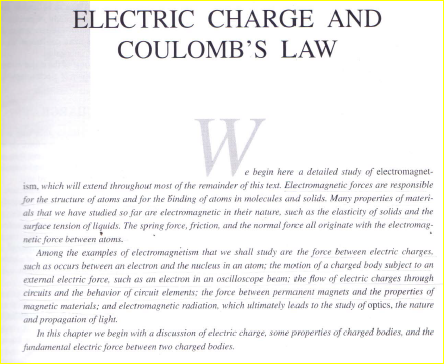 ELECTRIC CHARGE AND
COULOMB'S LAW
We begin here a detailed study of electromagnet-
ism, which will extend throughout most of the remainder of this text. Electromagnetic forces are responsible
for the structure of atoms and for the binding of atoms in molecules and solids. Many properties of materi-
als that we have studied so far are electromagnetic in their nature, such as the elasticity of solids and the
surface tension of liquids. The spring force, friction, and the normal force all originate with the electromag-
netic force between atoms.
Among the examples of electromagnetism that we shall study are the force between electric charges,
such as occurs between an electron and the nucleus in an atom; the motion of a charged body subject to an
external electric force, such as an electron in an oscilloscope beam; the flow of electric charges through
circuits and the behavior of circuit elements; the force between permanent magnets and the properties of
magnetic materials; and electromagnetic radiation, which ultimately leads to the study of optics, the nature
and propagation of light.
In this chapter we begin with a discussion of electric charge, some properties of charged bodies, and the
fundamental electric force between two charged bodies.